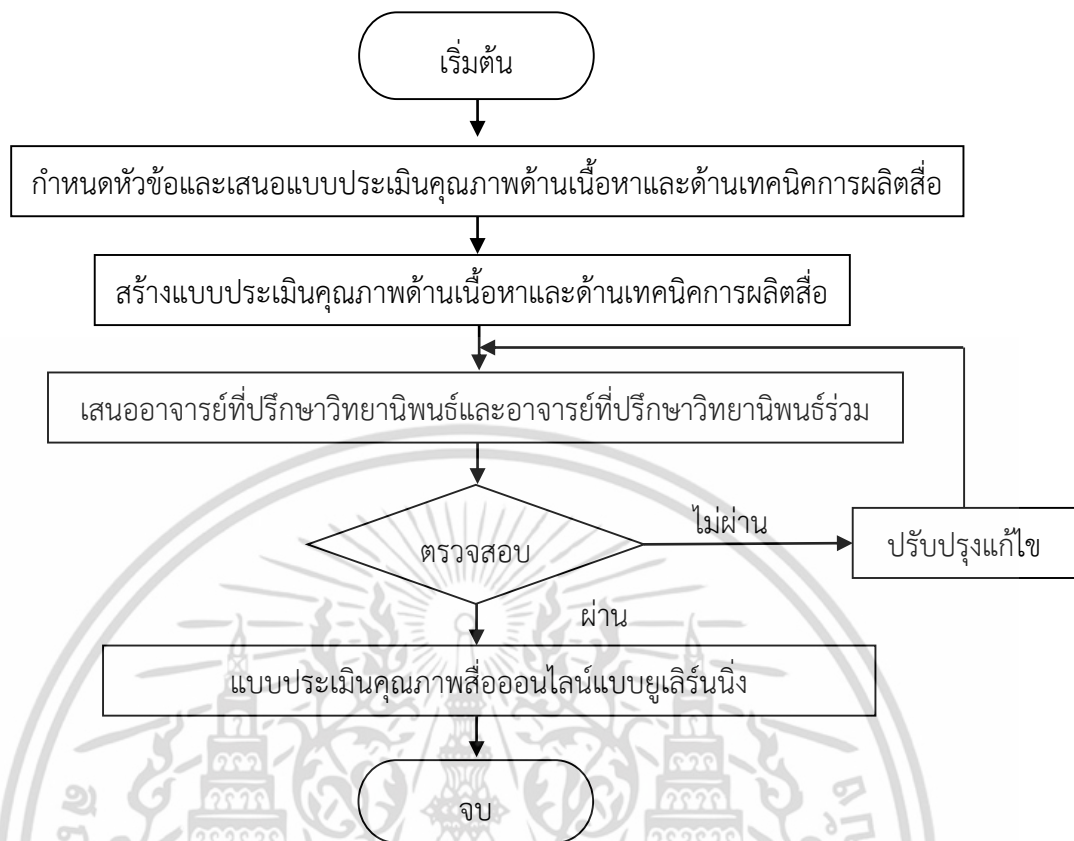 เริ่มต้น
กำหนดหัวข้อและเสนอแบบประเมินคุณภาพด้านเนื้อหาและด้านเทคนิคการผลิตสื่อ
สร้างแบบประเมินคุณภาพด้านเนื้อหาและด้านเทคนิคการผลิตสื่อ
เสนออาจารย์ที่ปรึกษาวิทยานิพนธ์และอาจารย์ที่ปรึกษาวิทยานิพนธ์ร่วม
ตรวจสอบ
ไม่ผ่าน
ปรับปรุงแก้ไข
ผ่าน
แบบประเมินคุณภาพสื่อออนไลน์แบบยูเลิร์นนิ่ง
จบ